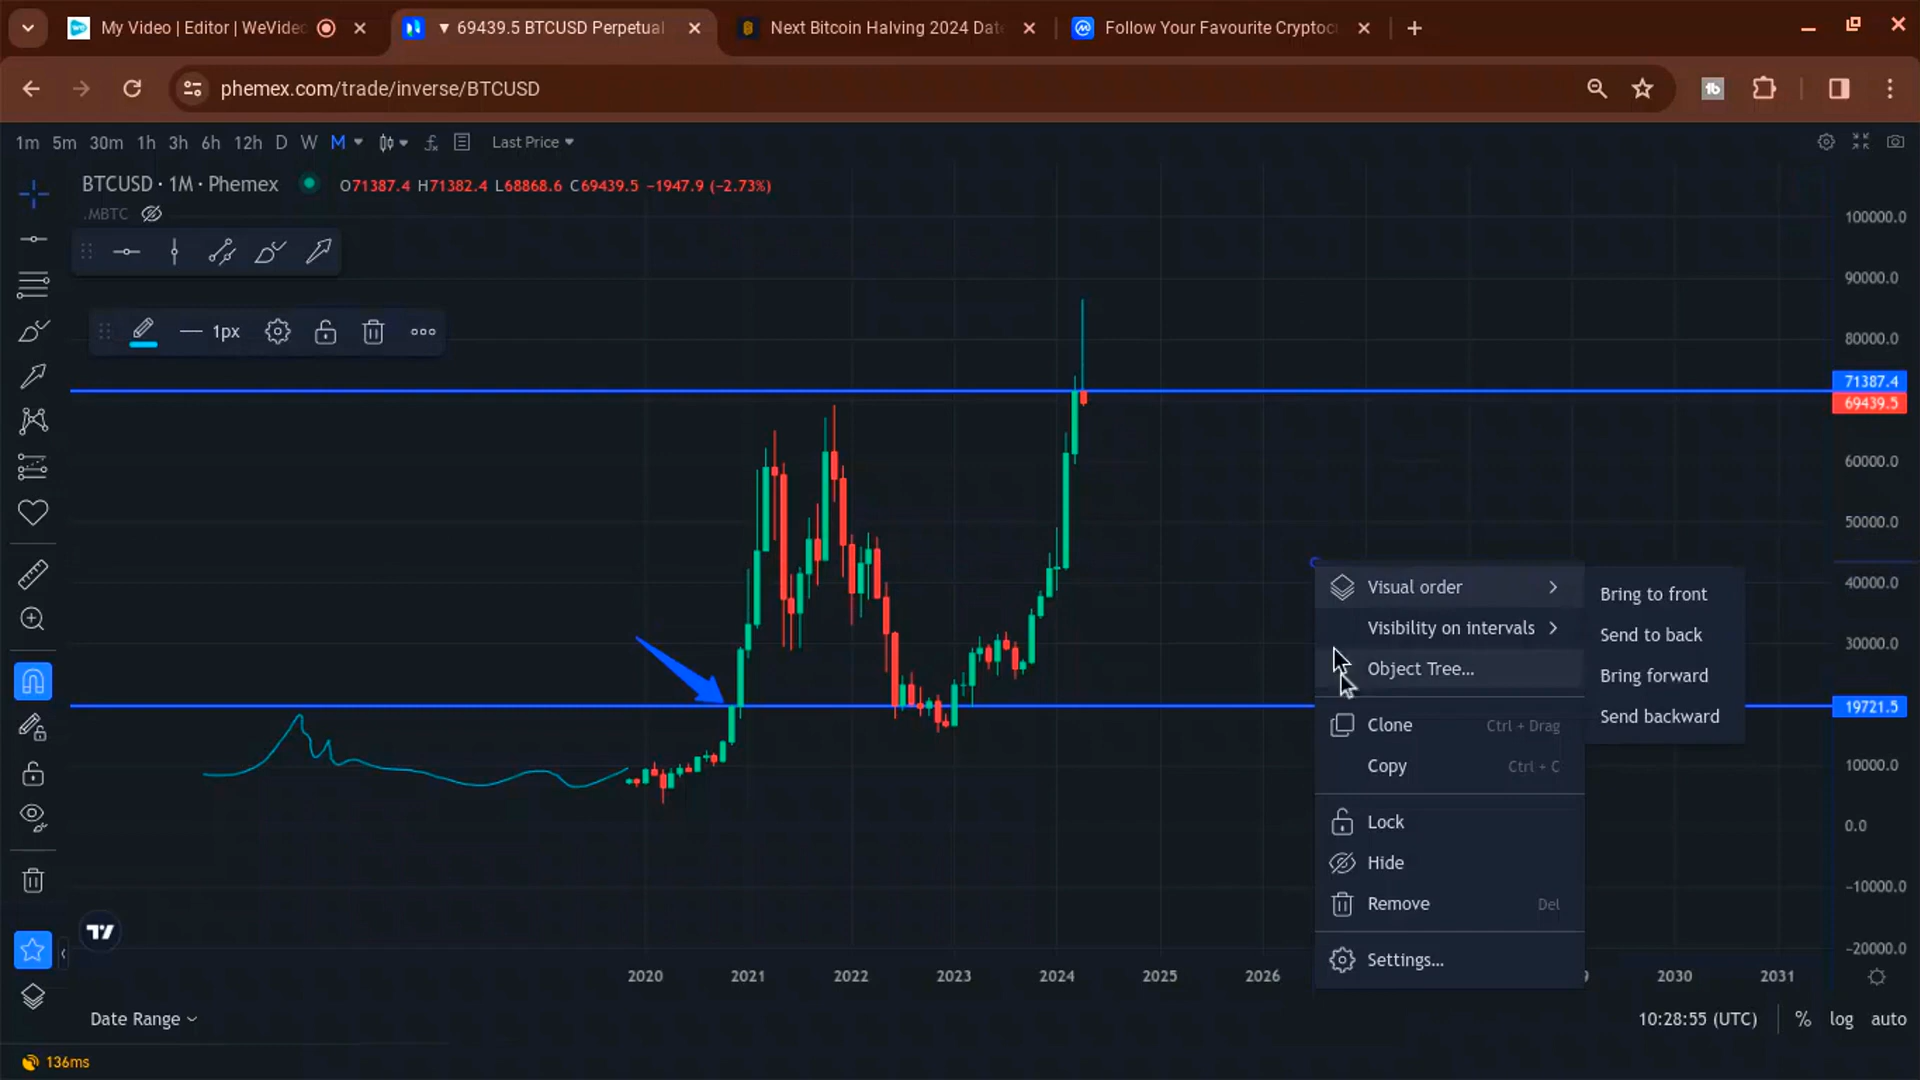 My Video | Editor | WeVide
▼ 69439.5 BTCUSD Perpetual
Next Bitcoin Halving 2024 Dat
Follow Your Favourite Cryptoc
phemex.com/trade/inverse/BTCUSD
1m 5m 30m 1h 3h 6h 12h D W M
Last Price
BTCUSD · 1M · Phemex
O71387.4 H71382.4 L68868.6 C69439.5 −1947.9 (−2.73%)
.MBTC
1px
100000.0
90000.0
80000.0
71387.4
69439.5
60000.0
50000.0
40000.0
30000.0
19721.5
10000.0
0.0
−10000.0
−20000.0
Visual order
Visibility on intervals
Object Tree...
Clone Ctrl + Drag
Copy Ctrl + C
Lock
Hide
Remove Del
Settings...
Bring to front
Send to back
Bring forward
Send backward
2020 2021 2022 2023 2024 2025 2026 9 2030 2031
Date Range
10:28:55 (UTC) % log auto
136ms